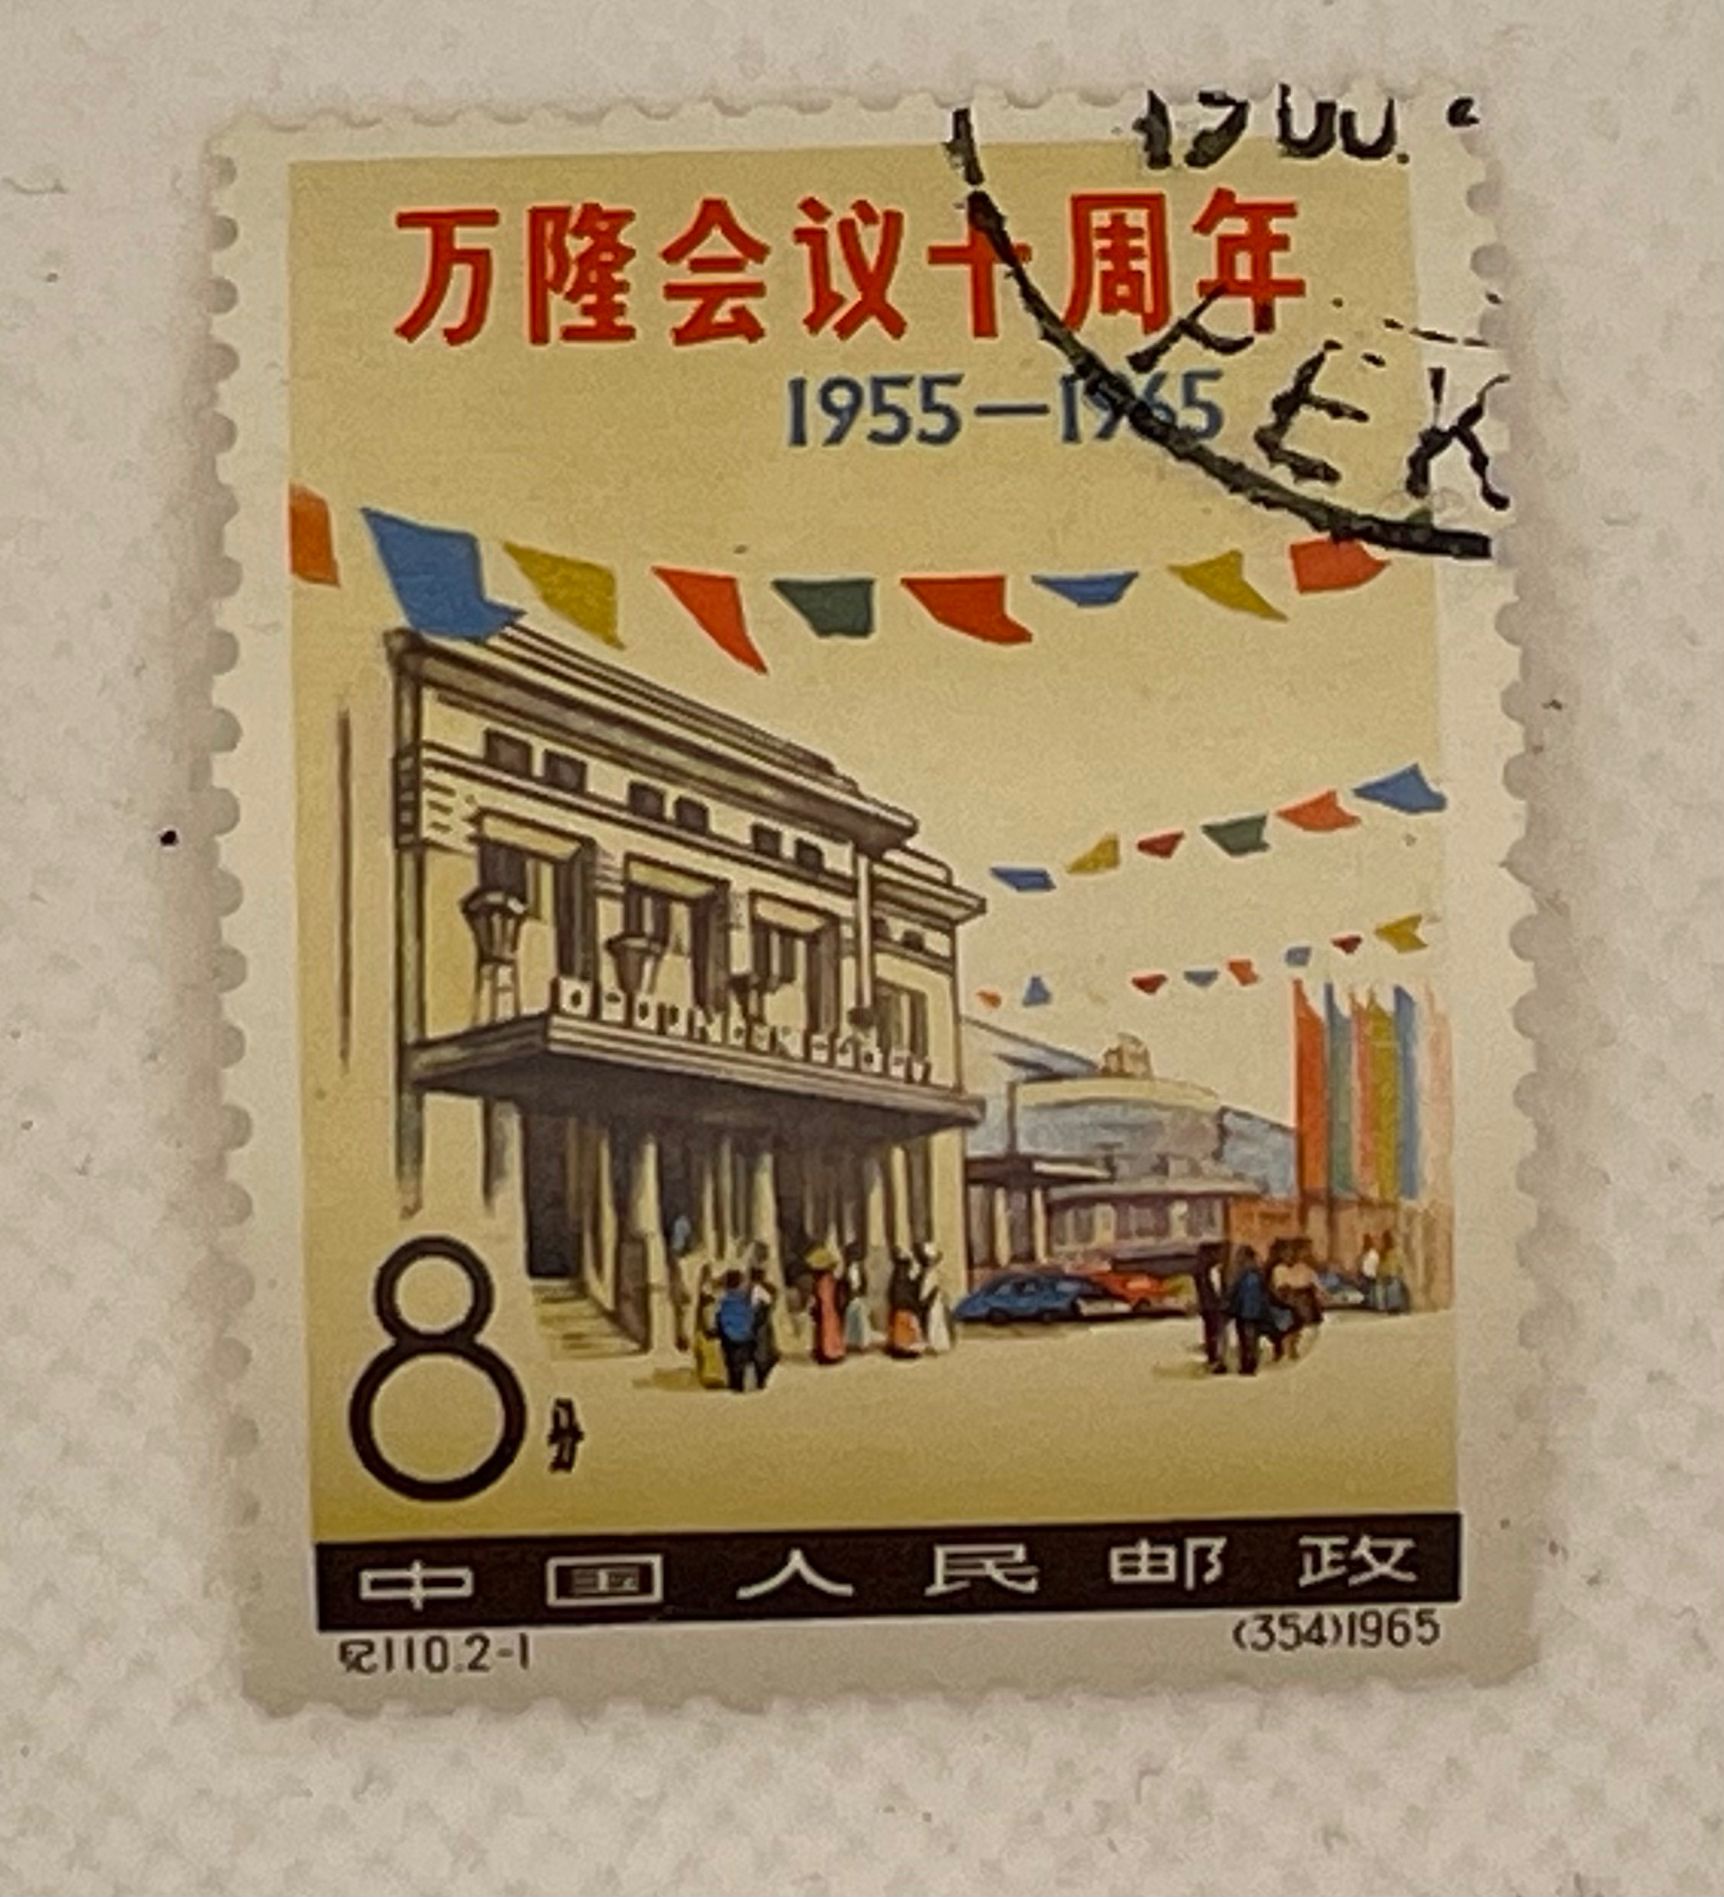 万隆会议十周年
1955—1965
EK
8分
中国人民邮政
纪110.2-1
(354)1965